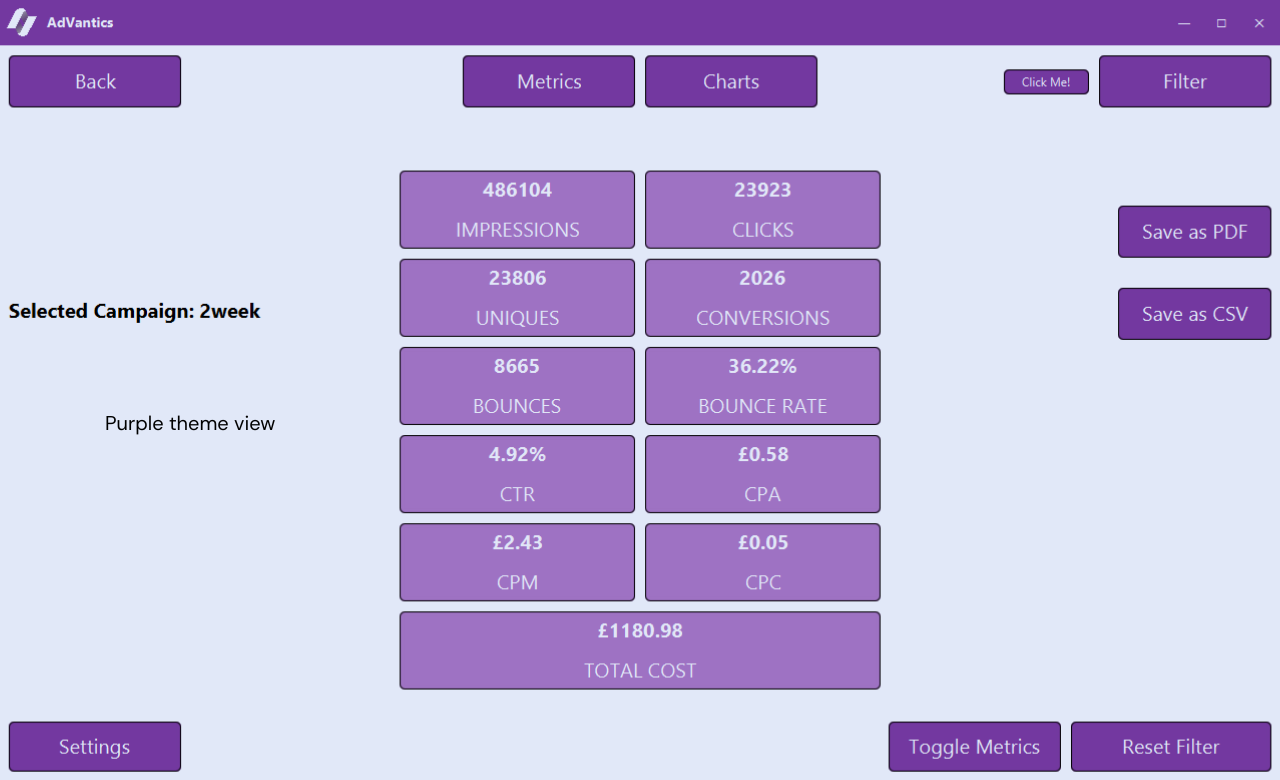 AdVantics
Back
Metrics
Charts
Click Me!
Filter
486104
IMPRESSIONS
23923
CLICKS
Save as PDF
23806
UNIQUES
2026
CONVERSIONS
Selected Campaign: 2week
Save as CSV
8665
BOUNCES
36.22%
BOUNCE RATE
Purple theme view
4.92%
CTR
£0.58
CPA
£2.43
CPM
£0.05
CPC
£1180.98
TOTAL COST
Settings
Toggle Metrics
Reset Filter